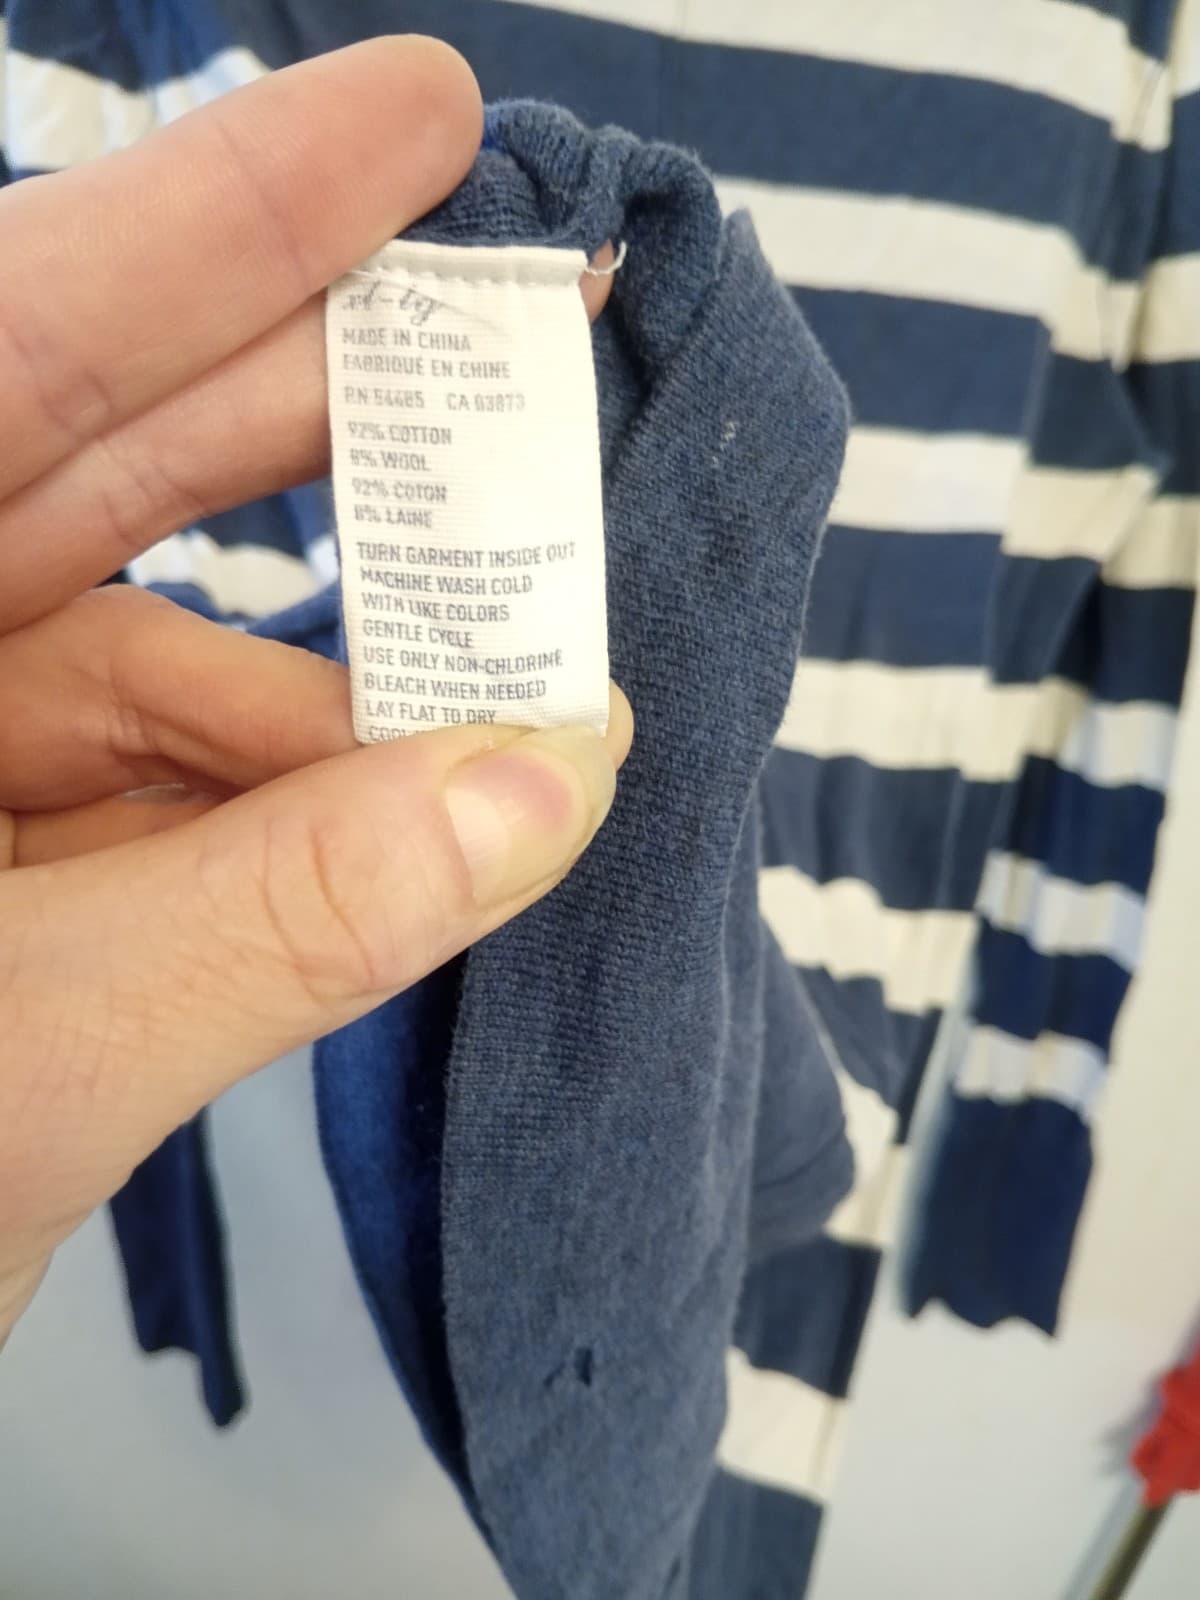 xl-tg
MADE IN CHINA
FABRIQUÉ EN CHINE
RN 54485 CA 03873
92% COTTON
8% WOOL
92% COTON
8% LAINE
TURN GARMENT INSIDE OUT
MACHINE WASH COLD
WITH LIKE COLORS
GENTLE CYCLE
USE ONLY NON-CHLORINE
BLEACH WHEN NEEDED
LAY FLAT TO DRY